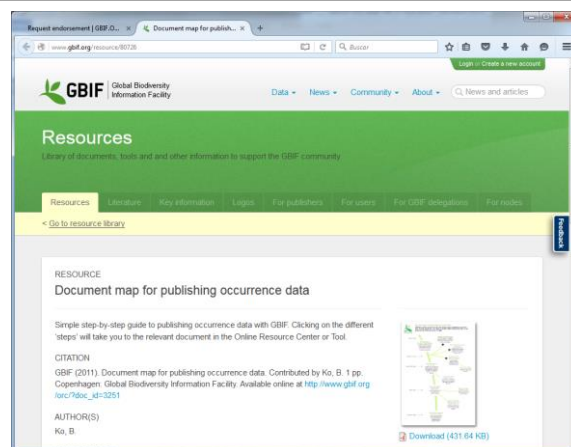 Request endorsement | GBIF.O...
Document map for publish...
www.gbif.org/resource/80726
Buscar
Login or Create a new account
GBIF
Global Biodiversity
Information Facility
Data
News
Community
About
News and articles
Resources
Library of documents, tools and and other information to support the GBIF community
Resources
Literature
Key information
Logos
For publishers
For users
For GBIF delegations
For nodes
< Go to resource library
Feedback
RESOURCE
Document map for publishing occurrence data
Simple step-by-step guide to publishing occurrence data with GBIF. Clicking on the different
'steps' will take you to the relevant document in the Online Resource Center or Tool.
CITATION
GBIF (2011). Document map for publishing occurrence data. Contributed by Ko, B. 1 pp.
Copenhagen. Global Biodiversity Information Facility. Available online at http://www.gbif.org
/orc/?doc_id=3251
AUTHOR(S)
Ko, B.
Download (431.64 KB)